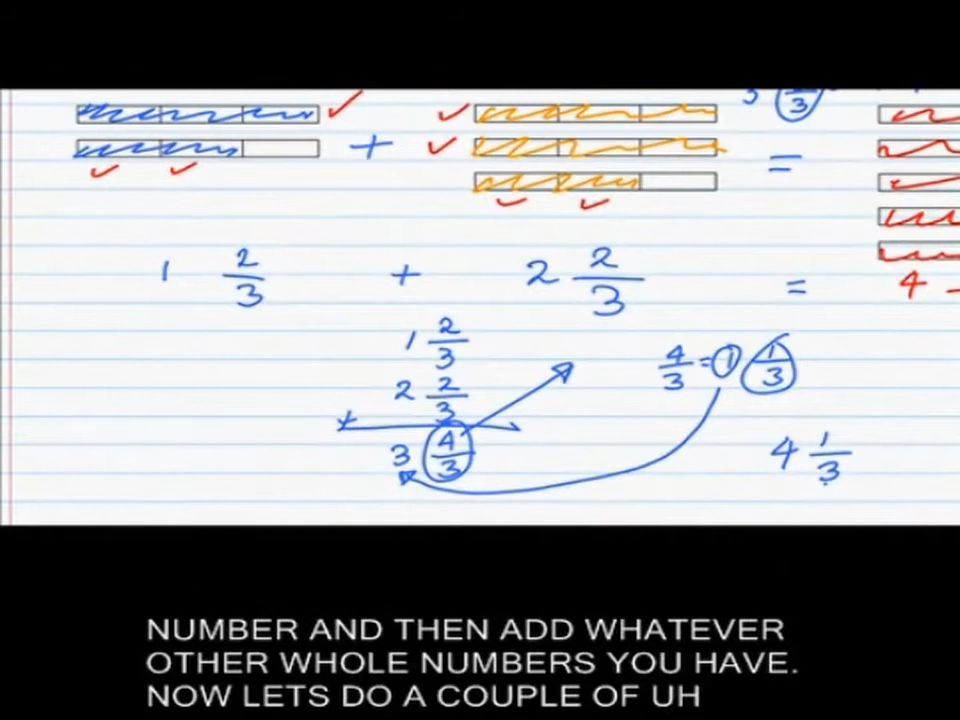 3 1/3
+
=
1 2/3 + 2 2/3 = 4
1 2/3
2 2/3
+
3 4/3
4/3 = 1 1/3
4 1/3
NUMBER AND THEN ADD WHATEVER
OTHER WHOLE NUMBERS YOU HAVE.
NOW LETS DO A COUPLE OF UH